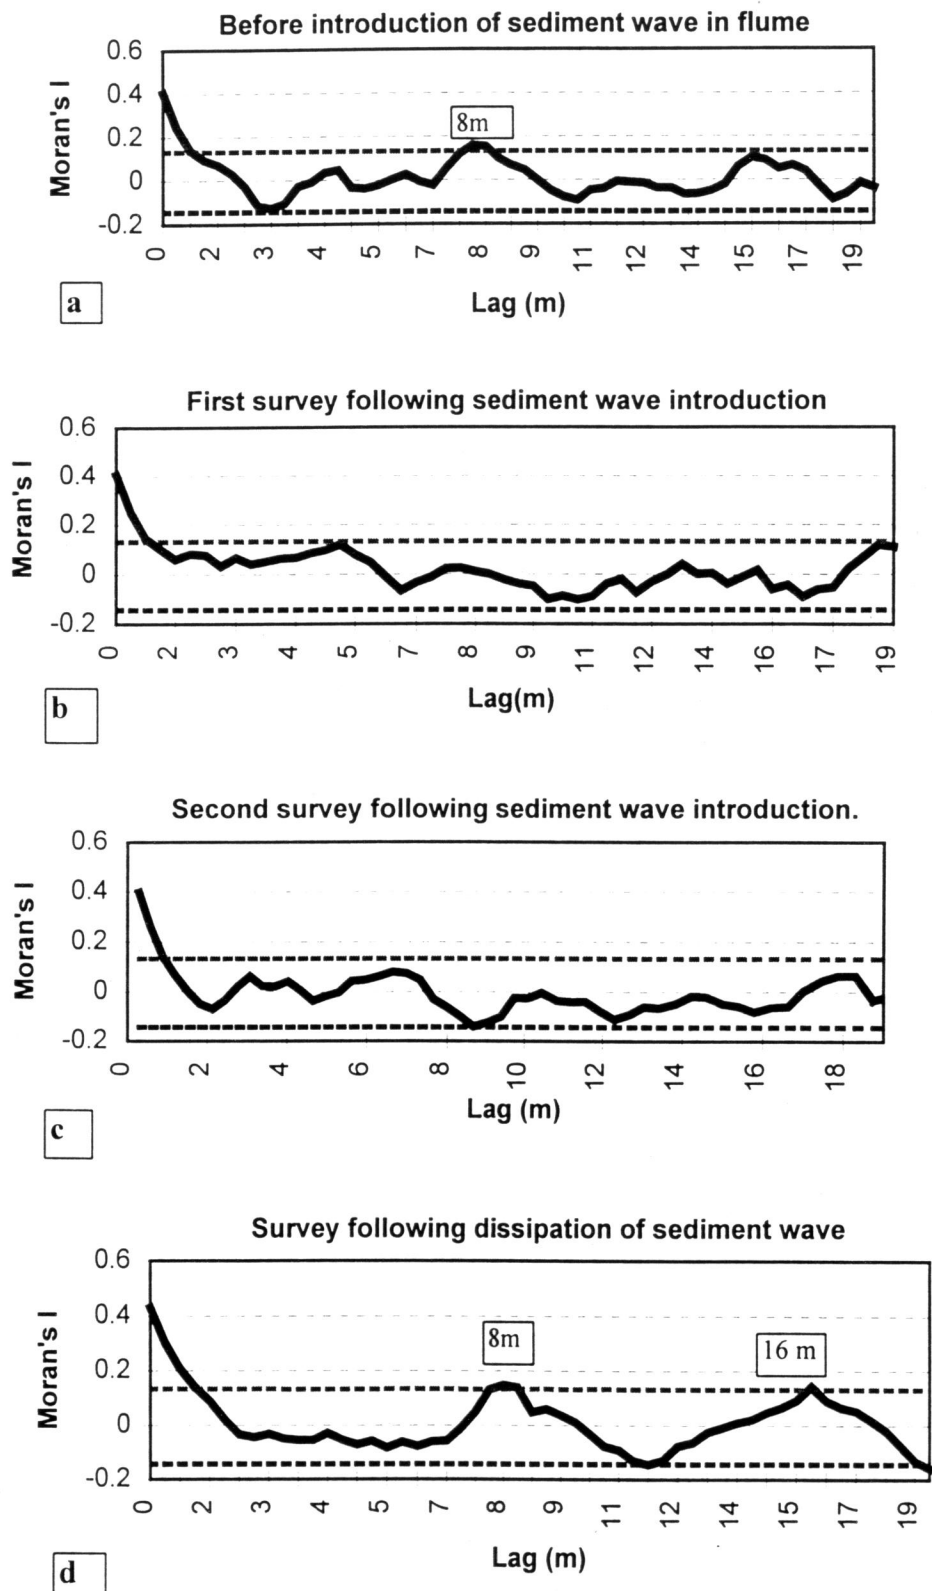 Before introduction of sediment wave in flume
0.6
0.4
0.2
0
-0.2
Moran's I
8m
0 2 3 4 5 7 8 9 11 12 13 15 17 19
Lag (m)
a
First survey following sediment wave introduction
0.6
0.4
0.2
0
-0.2
Moran's I
0 2 3 4 5 7 8 9 11 12 14 16 17 19
Lag(m)
b
Second survey following sediment wave introduction.
0.6
0.4
0.2
0
-0.2
Moran's I
0 2 4 6 8 10 12 14 16 18
Lag (m)
c
Survey following dissipation of sediment wave
0.6
0.4
0.2
0
-0.2
Moran's I
8m
16 m
0 2 3 4 5 7 8 9 11 12 14 15 17 19
Lag (m)
d